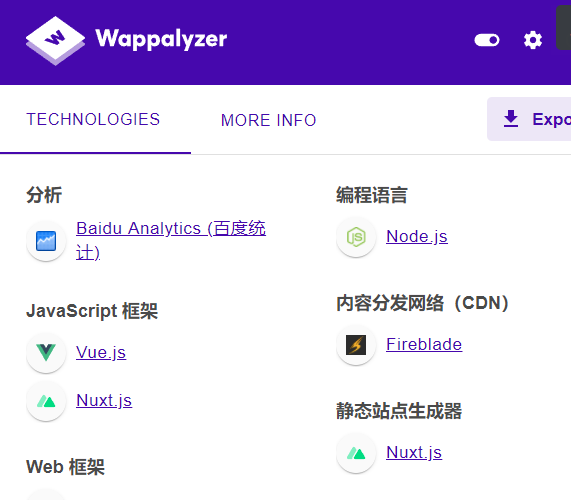 Wappalyzer
TECHNOLOGIES
MORE INFO
Expo
分析
Baidu Analytics (百度统
计)
JavaScript 框架
Vue.js
Nuxt.js
Web 框架
编程语言
Node.js
内容分发网络（CDN）
Fireblade
静态站点生成器
Nuxt.js